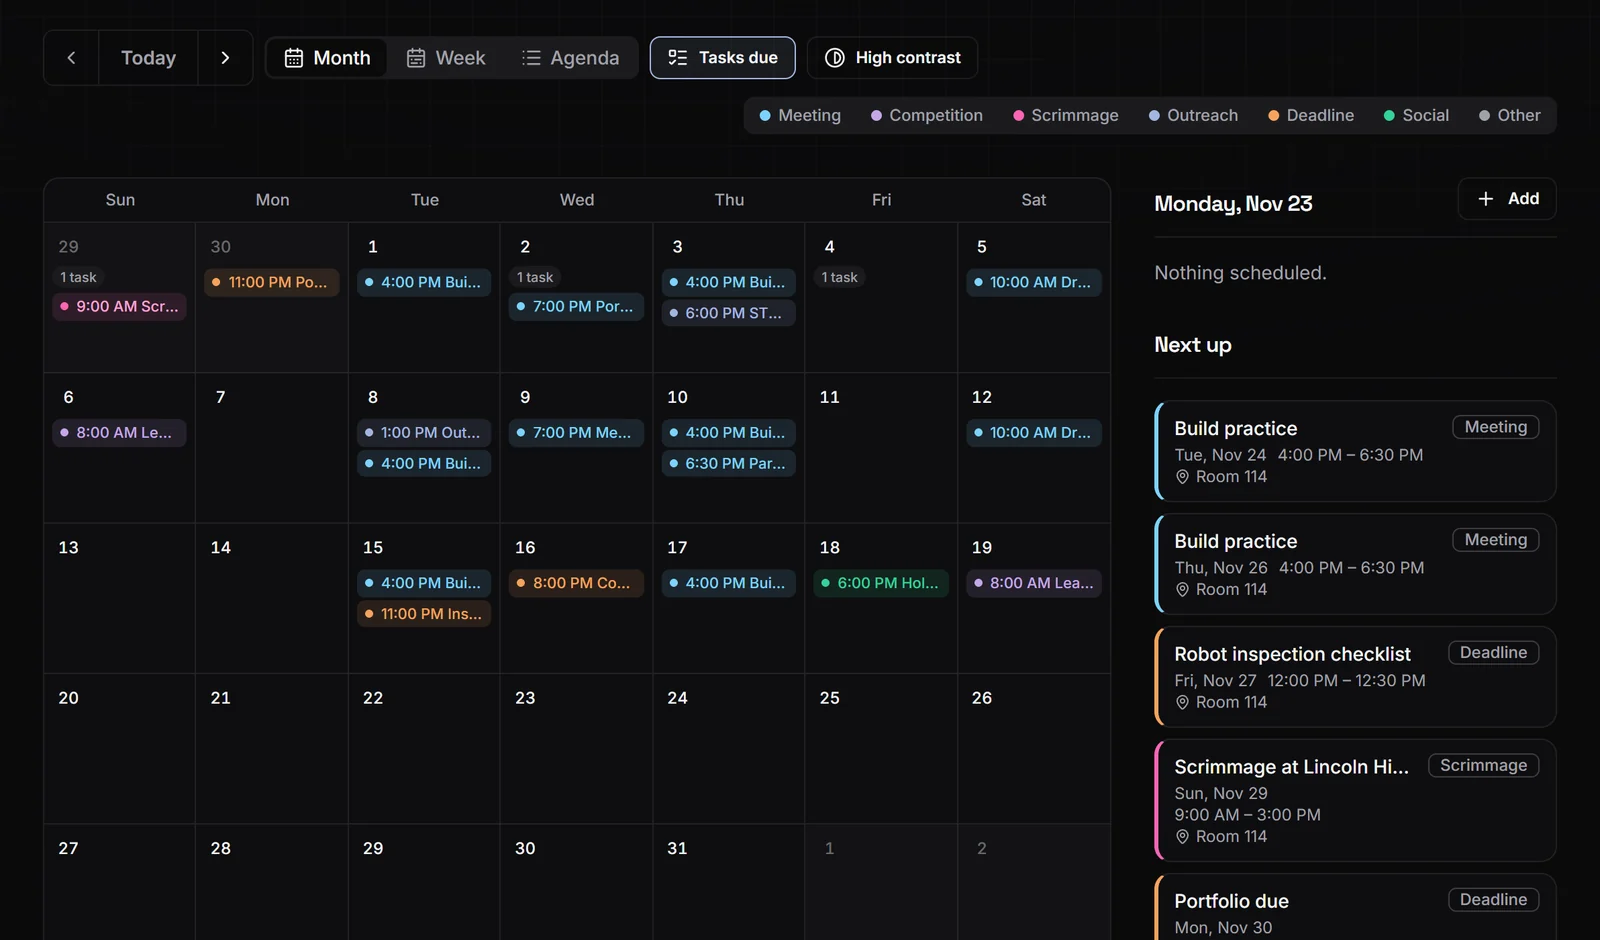 Today
Month
Week
Agenda
Tasks due
High contrast
Meeting
Competition
Scrimmage
Outreach
Deadline
Social
Other
Sun Mon Tue Wed Thu Fri Sat
29 30 1 2 3 4 5
1 task
9:00 AM Scr...
11:00 PM Po...
4:00 PM Bui...
1 task
7:00 PM Por...
4:00 PM Bui...
6:00 PM ST...
1 task
10:00 AM Dr...
6 7 8 9 10 11 12
8:00 AM Le...
1:00 PM Out...
4:00 PM Bui...
7:00 PM Me...
4:00 PM Bui...
6:30 PM Par...
10:00 AM Dr...
13 14 15 16 17 18 19
4:00 PM Bui...
11:00 PM Ins...
8:00 PM Co...
4:00 PM Bui...
6:00 PM Hol...
8:00 AM Lea...
20 21 22 23 24 25 26
27 28 29 30 31 1 2
Monday, Nov 23
Add
Nothing scheduled.
Next up
Build practice
Meeting
Tue, Nov 24 4:00 PM – 6:30 PM
Room 114
Build practice
Meeting
Thu, Nov 26 4:00 PM – 6:30 PM
Room 114
Robot inspection checklist
Deadline
Fri, Nov 27 12:00 PM – 12:30 PM
Room 114
Scrimmage at Lincoln Hi...
Scrimmage
Sun, Nov 29
9:00 AM – 3:00 PM
Room 114
Portfolio due
Deadline
Mon, Nov 30